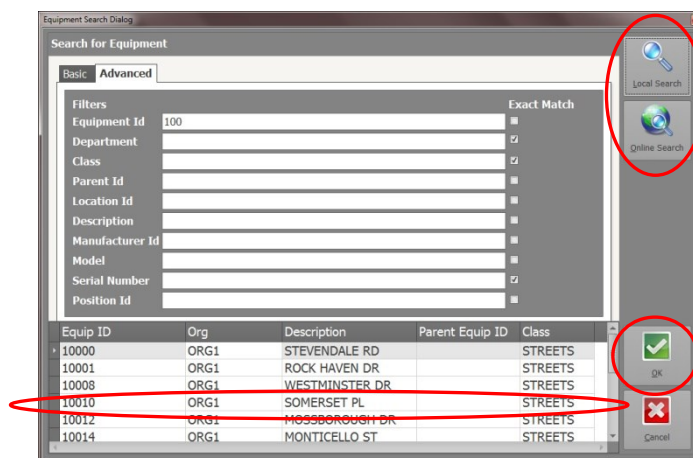 Equipment Search Dialog
Search for Equipment
Basic Advanced
Filters Exact Match
Equipment Id 100
Department
Class
Parent Id
Location Id
Description
Manufacturer Id
Model
Serial Number
Position Id
Local Search
Online Search
Equip ID Org Description Parent Equip ID Class
10000 ORG1 STEVENDALE RD STREETS
10001 ORG1 ROCK HAVEN DR STREETS
10008 ORG1 WESTMINSTER DR STREETS
10010 ORG1 SOMERSET PL STREETS
10012 ORG1 MOSSBOROUGH DR STREETS
10014 ORG1 MONTICELLO ST STREETS
OK
Cancel